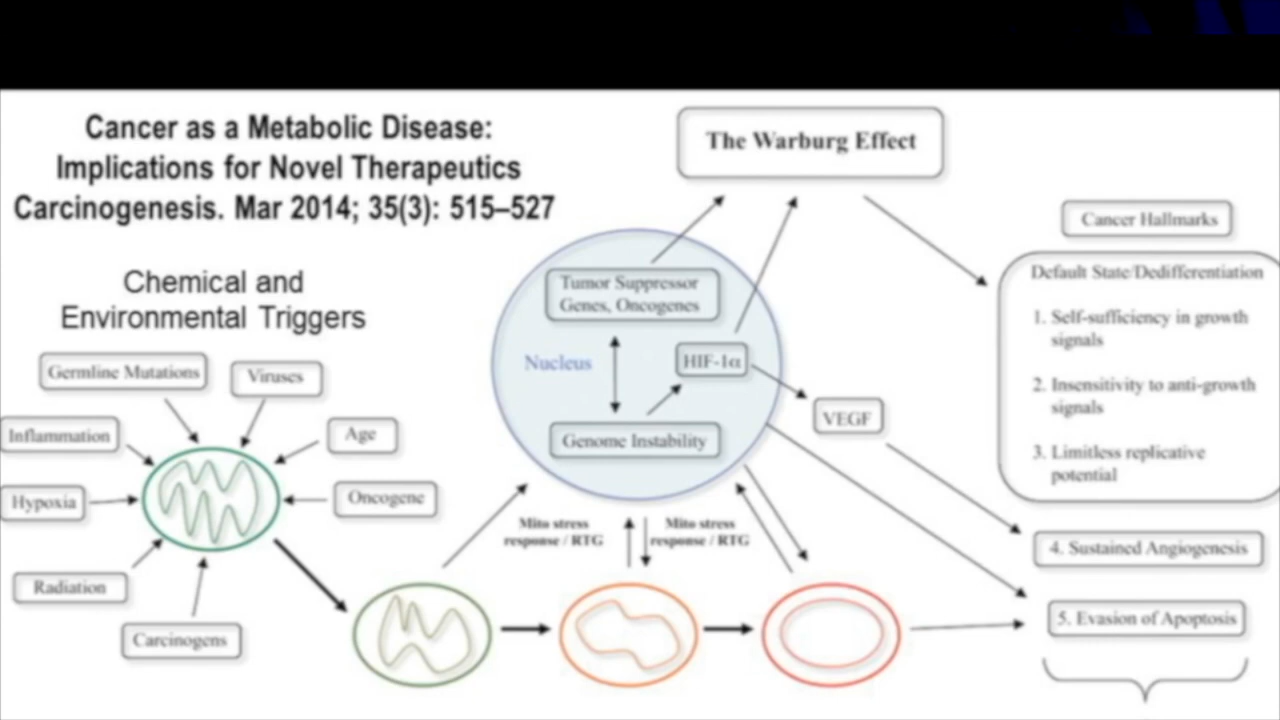 Cancer as a Metabolic Disease:
Implications for Novel Therapeutics
Carcinogenesis. Mar 2014; 35(3): 515–527
Chemical and
Environmental Triggers
Germline Mutations
Viruses
Inflammation
Age
Hypoxia
Oncogene
Radiation
Carcinogens
The Warburg Effect
Tumor Suppressor
Genes, Oncogenes
Nucleus
HIF-1α
Genome Instability
VEGF
Mito stress
response / RTG
Mito stress
response / RTG
Cancer Hallmarks
Default State/Dedifferentiation
1. Self-sufficiency in growth
signals
2. Insensitivity to anti-growth
signals
3. Limitless replicative
potential
4. Sustained Angiogenesis
5. Evasion of Apoptosis